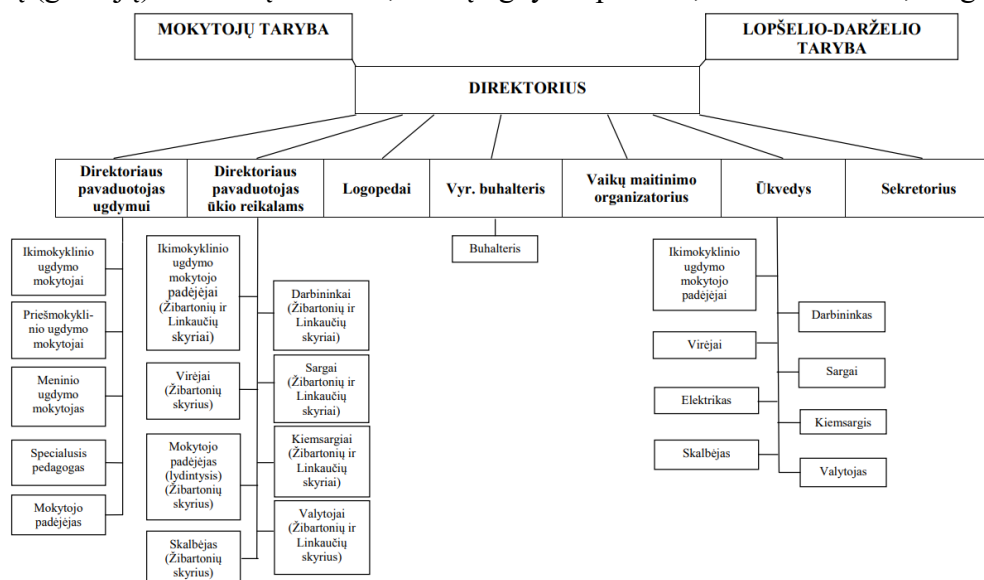 MOKYTOJŲ TARYBA
LOPŠELIO-DARŽELIO
TARYBA
DIREKTORIUS
Direktoriaus
pavaduotojas
ugdymui
Direktoriaus
pavaduotojas
ūkio reikalams
Logopedai
Vyr. buhalteris
Vaikų maitinimo
organizatorius
Ūkvedys
Sekretorius
Ikimokyklinio
ugdymo
mokytojai
Priešmokykli-
nio ugdymo
mokytojai
Meninio
ugdymo
mokytojas
Specialusis
pedagogas
Mokytojo
padėjėjas
Ikimokyklinio
ugdymo
mokytojo
padėjėjai
(Žibartonių ir
Linkaučių
skyriai)
Virėjai
(Žibartonių
skyrius)
Mokytojo
padėjėjas
(lydintysis)
(Žibartonių
skyrius)
Skalbėjas
(Žibartonių
skyrius)
Darbininkai
(Žibartonių ir
Linkaučių
skyriai)
Sargai
(Žibartonių ir
Linkaučių
skyriai)
Kiemsargiai
(Žibartonių ir
Linkaučių
skyriai)
Valytojai
(Žibartonių ir
Linkaučių
skyrius)
Buhalteris
Ikimokyklinio
ugdymo
mokytojo
padėjėjai
Virėjai
Elektrikas
Skalbėjas
Darbininkas
Sargai
Kiemsargis
Valytojas